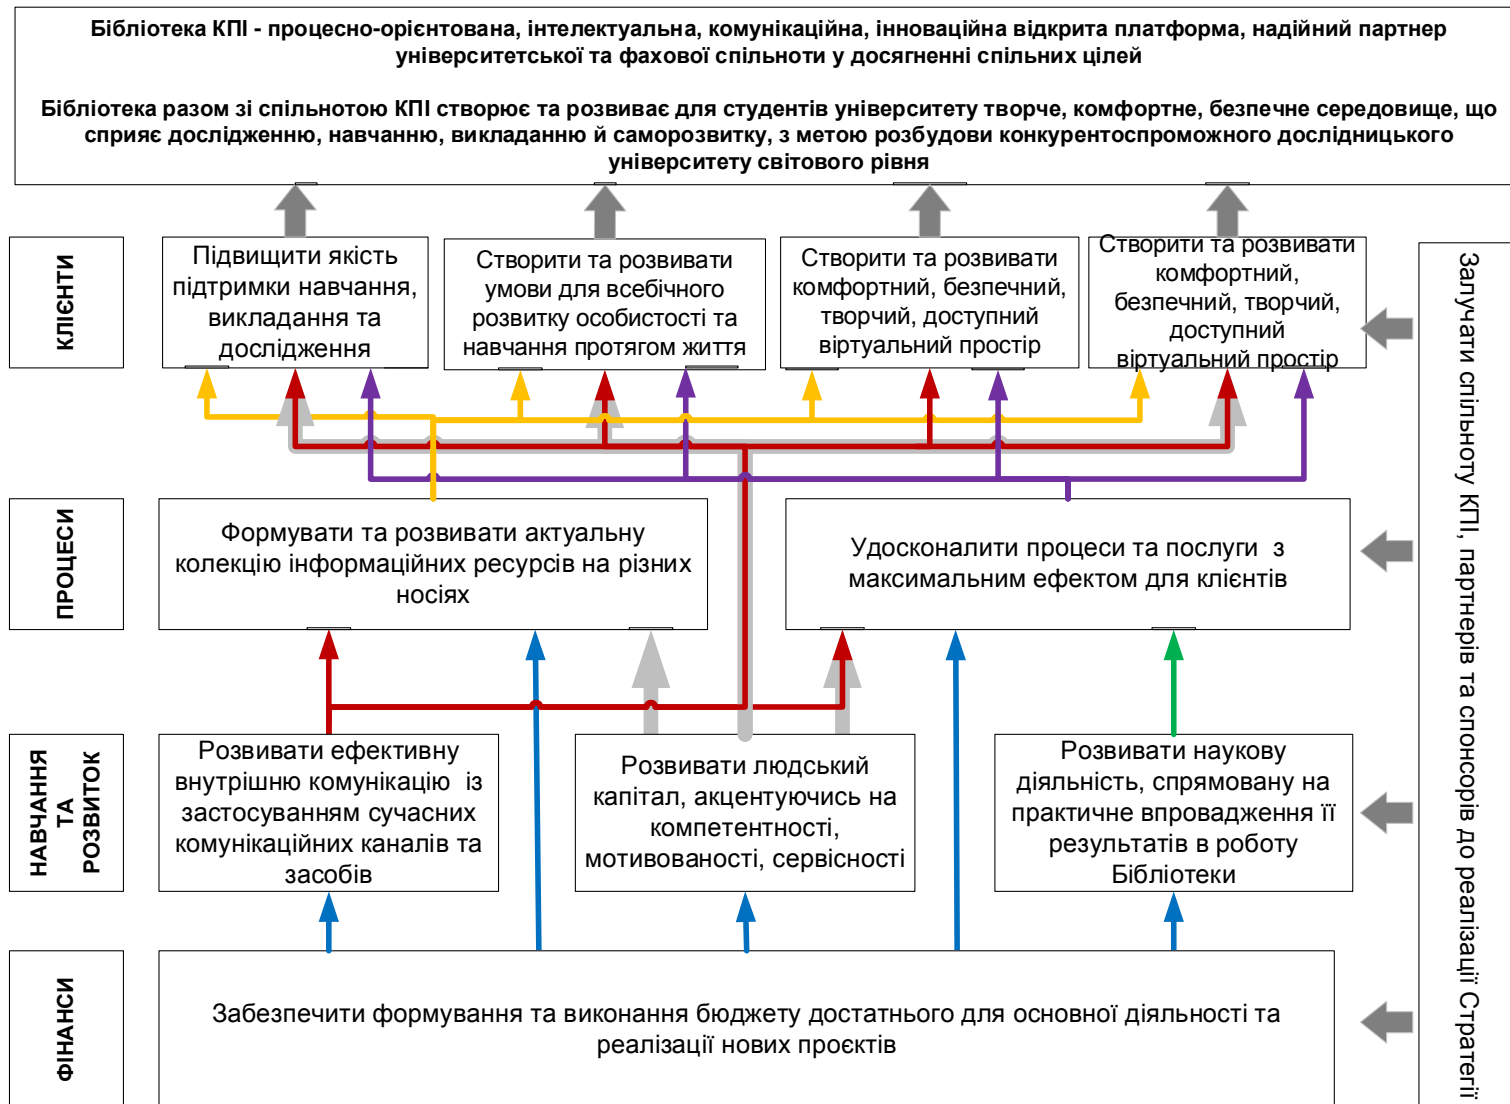 Бібліотека КПІ - процесно-орієнтована, інтелектуальна, комунікаційна, інноваційна відкрита платформа, надійний партнер
університетської та фахової спільноти у досягненні спільних цілей
Бібліотека разом зі спільнотою КПІ створює та розвиває для студентів університету творче, комфортне, безпечне середовище, що
сприяє дослідженню, навчанню, викладанню й саморозвитку, з метою розбудови конкурентоспроможного дослідницького
університету світового рівня
КЛІЄНТИ
Підвищити якість
підтримки навчання,
викладання та
дослідження
Створити та розвивати
умови для всебічного
розвитку особистості та
навчання протягом життя
Створити та розвивати
комфортний, безпечний,
творчий, доступний
віртуальний простір
Створити та розвивати
комфортний,
безпечний, творчий,
доступний
віртуальний простір
Залучати спільноту КПІ, партнерів та спонсорів до реалізації Стратегії
ПРОЦЕСИ
Формувати та розвивати актуальну
колекцію інформаційних ресурсів на різних
носіях
Удосконалити процеси та послуги з
максимальним ефектом для клієнтів
НАВЧАННЯ
ТА
РОЗВИТОК
Розвивати ефективну
внутрішню комунікацію із
застосуванням сучасних
комунікаційних каналів та
засобів
Розвивати людський
капітал, акцентуючись на
компетентності,
мотивованості, сервісності
Розвивати наукову
діяльність, спрямовану на
практичне впровадження її
результатів в роботу
Бібліотеки
ФІНАНСИ
Забезпечити формування та виконання бюджету достатнього для основної діяльності та
реалізації нових проєктів